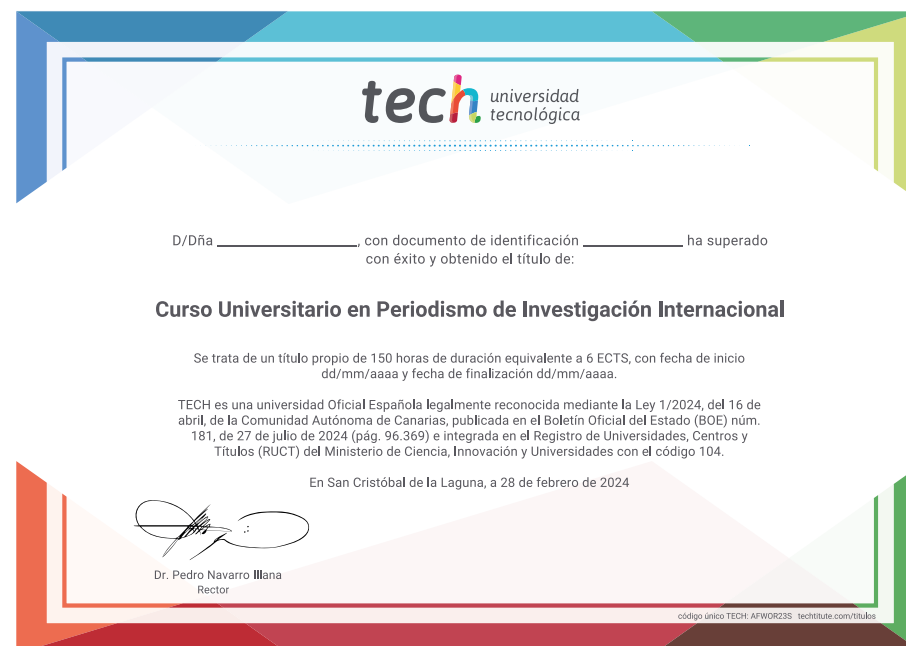 tech universidad
tecnológica
D/Dña ____________________, con documento de identificación ______________ ha superado
con éxito y obtenido el título de:
Curso Universitario en Periodismo de Investigación Internacional
Se trata de un título propio de 150 horas de duración equivalente a 6 ECTS, con fecha de inicio
dd/mm/aaaa y fecha de finalización dd/mm/aaaa.
TECH es una universidad Oficial Española legalmente reconocida mediante la Ley 1/2024, del 16 de
abril, de la Comunidad Autónoma de Canarias, publicada en el Boletín Oficial del Estado (BOE) núm.
181, de 27 de julio de 2024 (pág. 96.369) e integrada en el Registro de Universidades, Centros y
Títulos (RUCT) del Ministerio de Ciencia, Innovación y Universidades con el código 104.
En San Cristóbal de la Laguna, a 28 de febrero de 2024
Dr. Pedro Navarro Illana
Rector
código único TECH: AFWOR23S techtitute.com/titulos